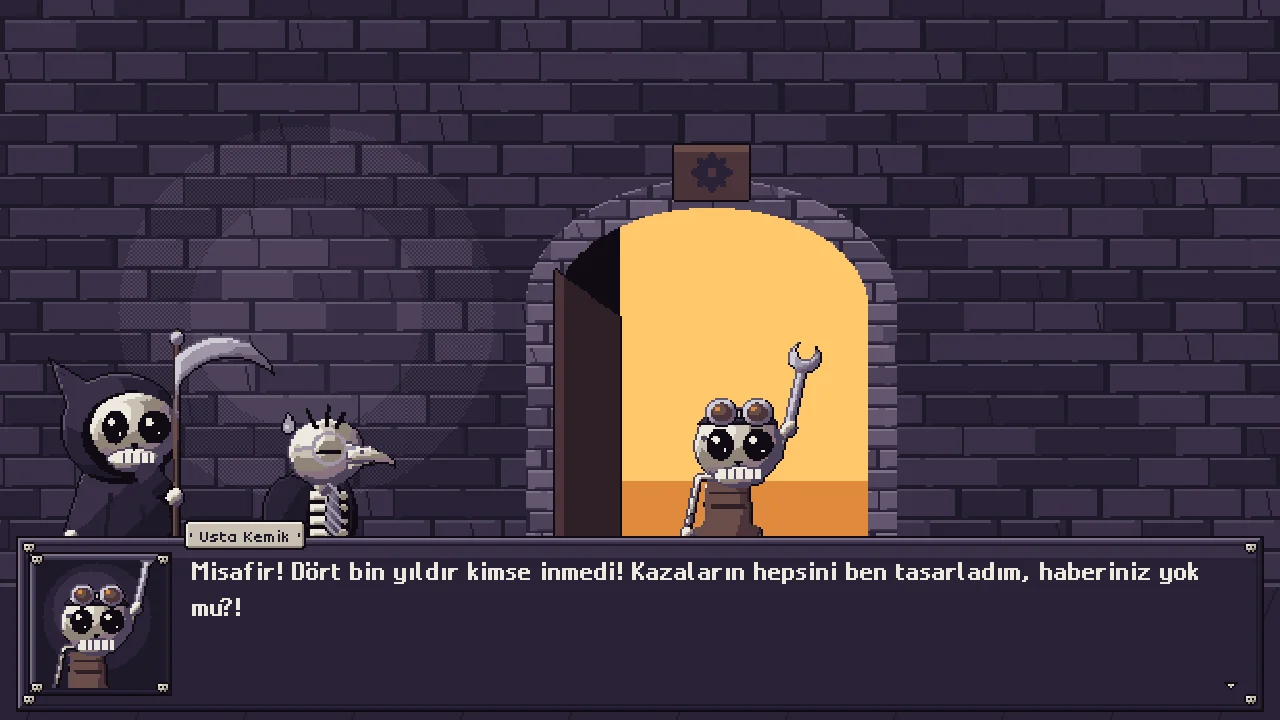 Usta Kemik
Misafir! Dört bin yıldır kimse inmedi! Kazaların hepsini ben tasarladım, haberiniz yok
mu?!